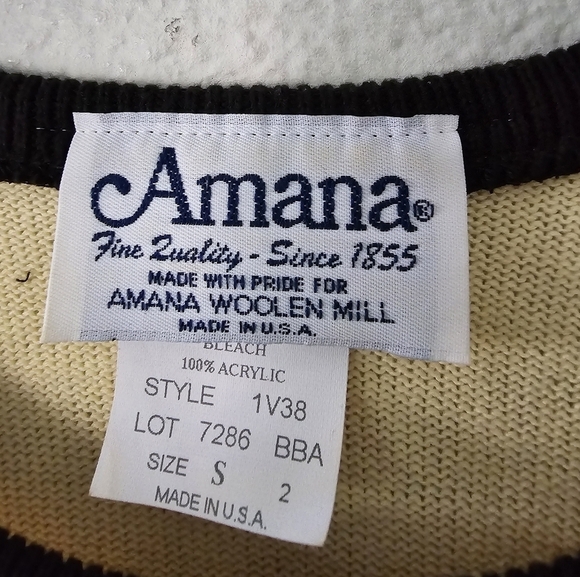 Amana®
Fine Quality - Since 1855
MADE WITH PRIDE FOR
AMANA WOOLEN MILL
MADE IN U.S.A.
BLEACH
100% ACRYLIC
STYLE 1V38
LOT 7286 BBA
SIZE S 2
MADE IN U.S.A.